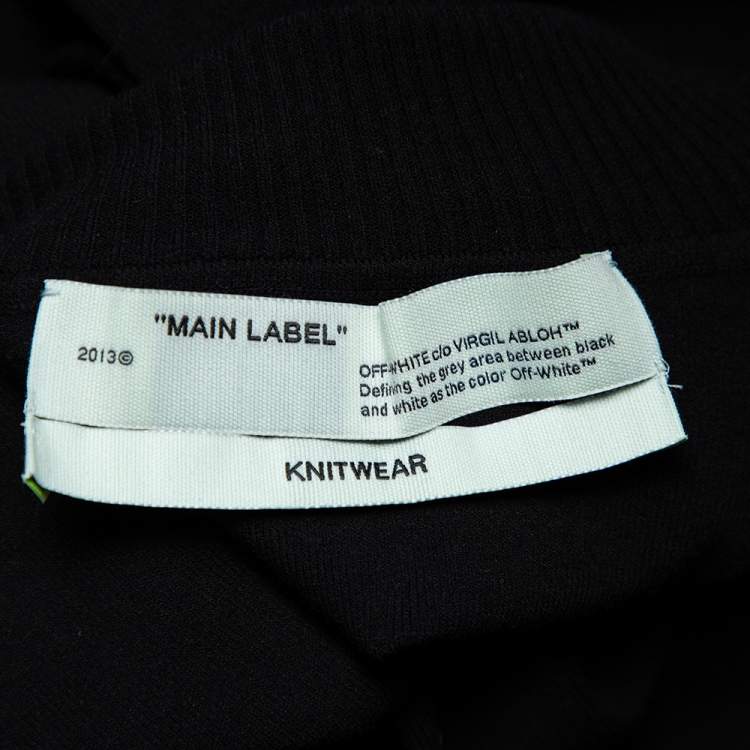 "MAIN LABEL"
2013©
OFF-WHITE c/o VIRGIL ABLOH™
Defining the grey area between black
and white as the color Off-White™
KNITWEAR